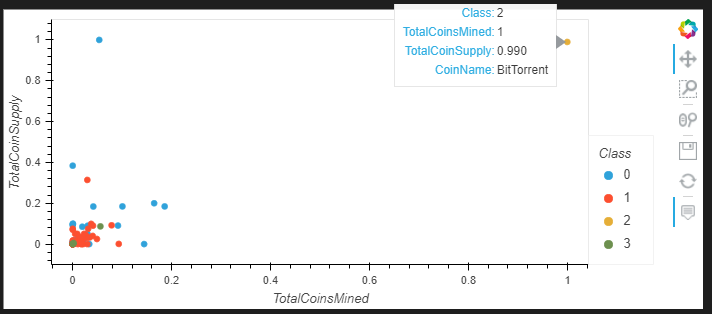 Class: 2
TotalCoinsMined: 1
TotalCoinSupply: 0.990
CoinName: BitTorrent
1
0.8
0.6
0.4
0.2
0
TotalCoinSupply
0
0.2
0.4
0.6
0.8
1
TotalCoinsMined
Class
0
1
2
3